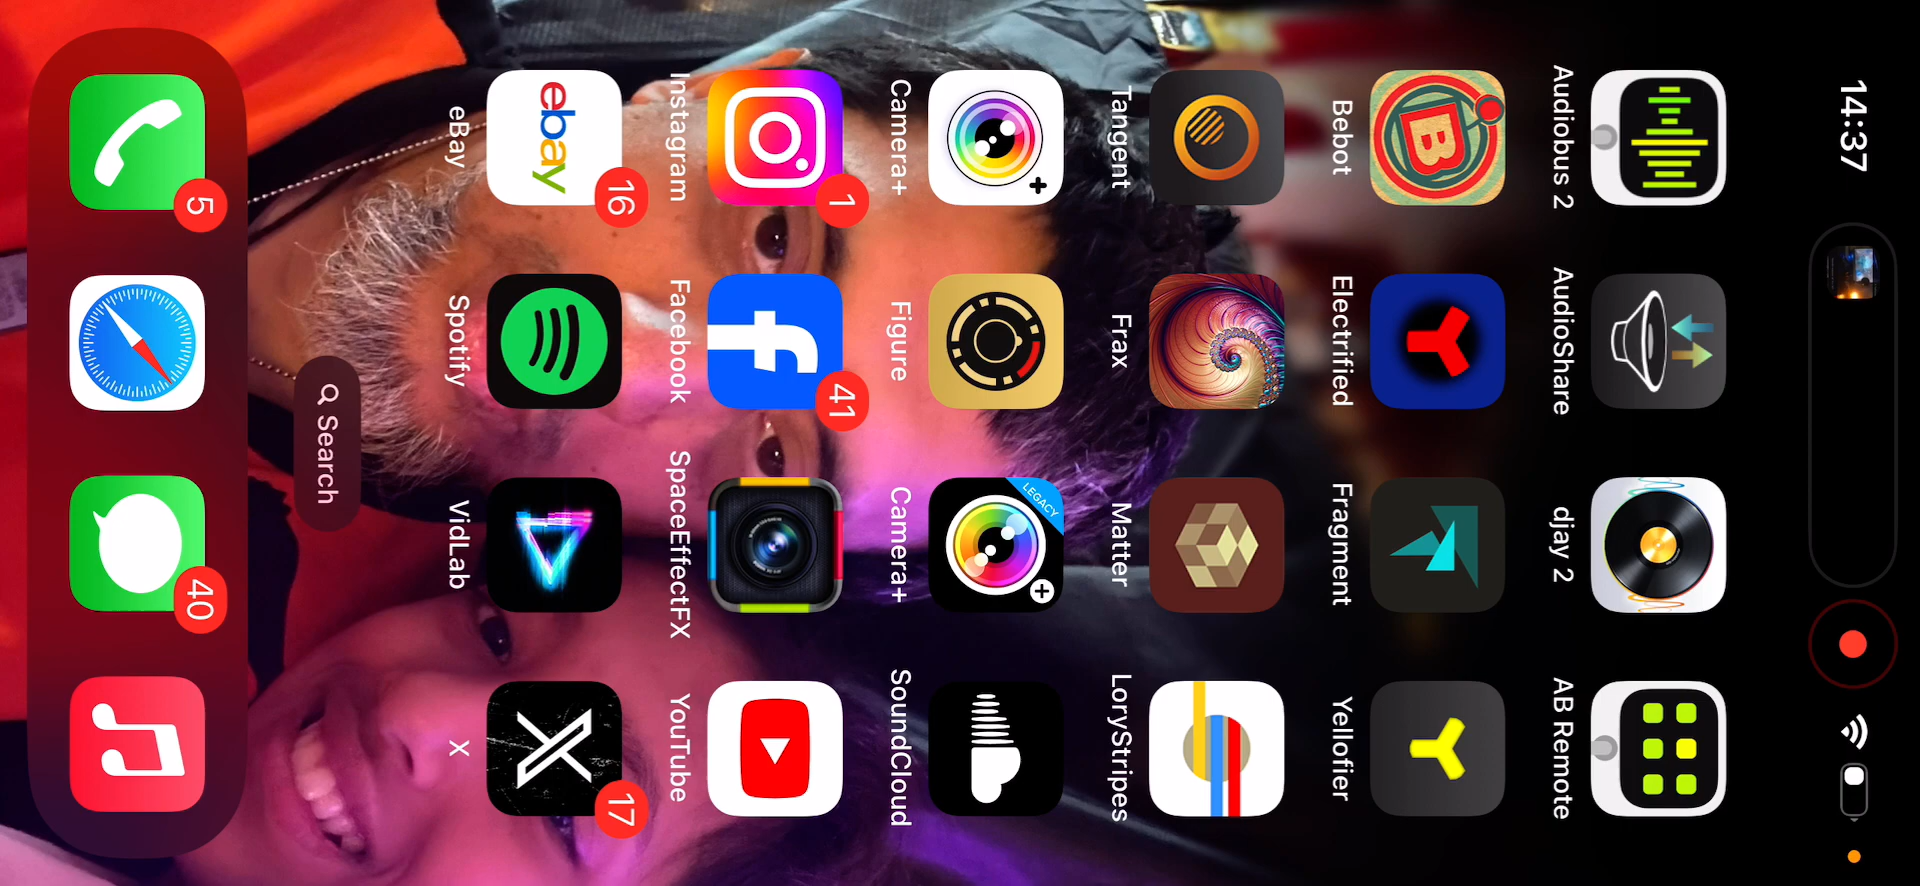 14:37
Audiobus 2
AudioShare
djay 2
AB Remote
B
Bebot
Electrified
Fragment
Yellofier
Tangent
Frax
Matter
LoryStripes
LEGACY
Camera+
Figure
Camera+
SoundCloud
1
41
Instagram
Facebook
SpaceEffectFX
YouTube
ebay
16
17
eBay
Spotify
VidLab
X
Search
5
40